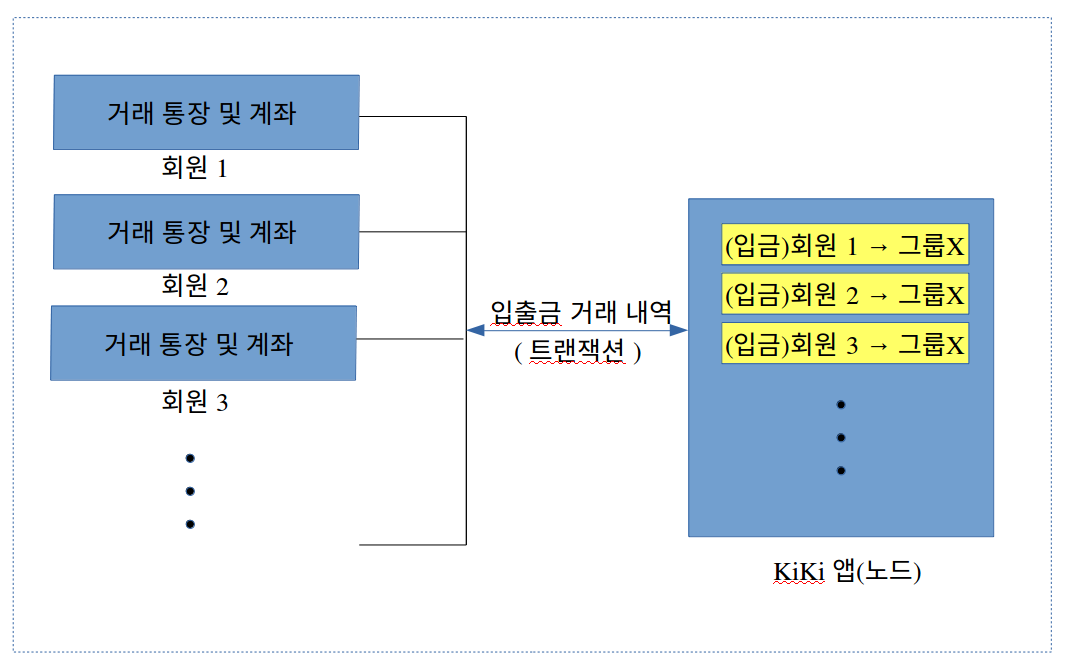 거래 통장 및 계좌
회원 1
거래 통장 및 계좌
회원 2
거래 통장 및 계좌
회원 3
입출금 거래 내역
( 트랜잭션 )
(입금)회원 1 → 그룹X
(입금)회원 2 → 그룹X
(입금)회원 3 → 그룹X
KiKi 앱(노드)